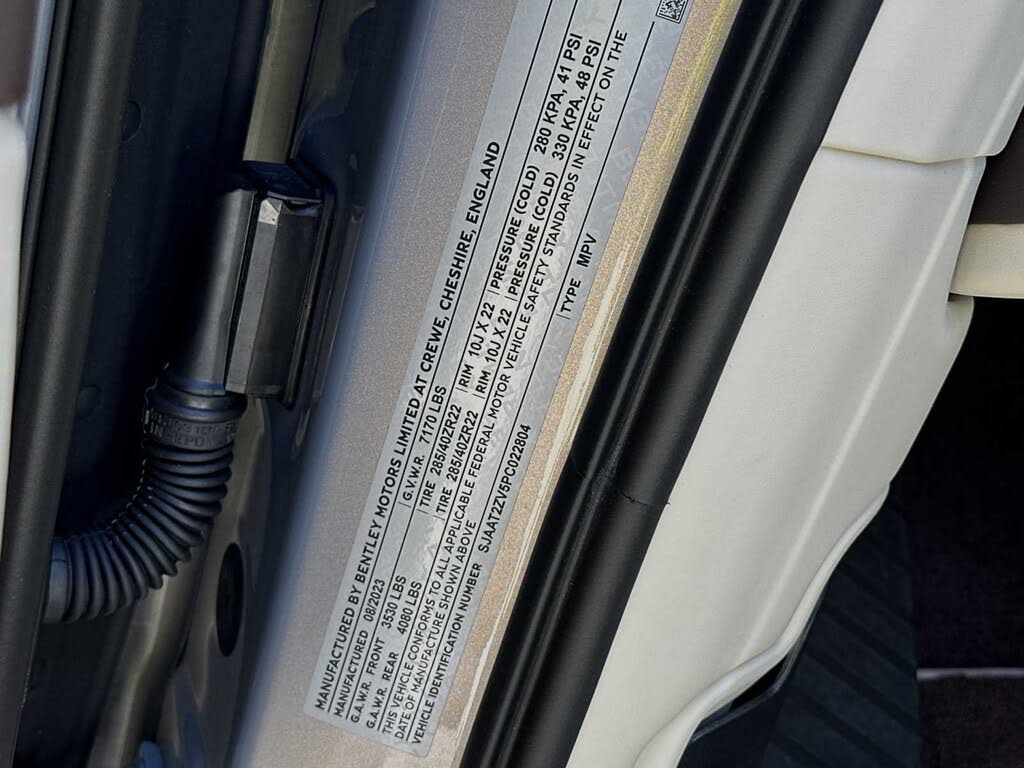 MANUFACTURED BY BENTLEY MOTORS LIMITED AT CREWE, CHESHIRE, ENGLAND
MANUFACTURED 08/2023 G.V.W.R. 7170 LBS
G.A.W.R. FRONT 3530 LBS TIRE 285/40ZR22 RIM 10J X 22 PRESSURE (COLD) 280 KPA, 41 PSI
G.A.W.R. REAR 4080 LBS TIRE 285/40ZR22 RIM 10J X 22 PRESSURE (COLD) 330 KPA, 48 PSI
THIS VEHICLE CONFORMS TO ALL APPLICABLE FEDERAL MOTOR VEHICLE SAFETY STANDARDS IN EFFECT ON THE
DATE OF MANUFACTURE SHOWN ABOVE
VEHICLE IDENTIFICATION NUMBER SJAAT2ZV5PC022804 TYPE MPV